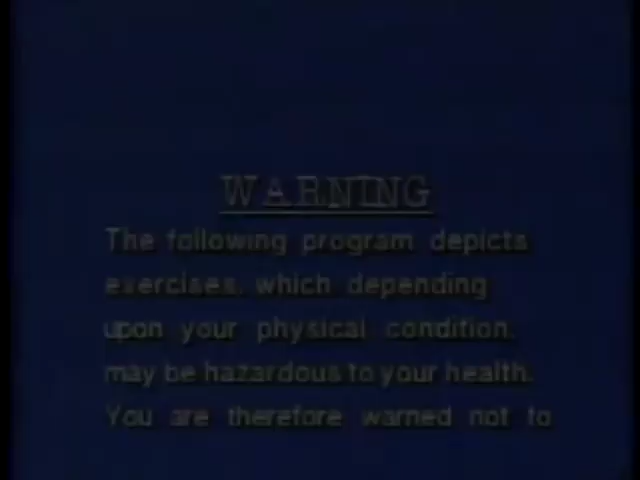 WARNING
The following program depicts
exercises, which depending
upon your physical condition,
may be hazardous to your health.
You are therefore warned not to